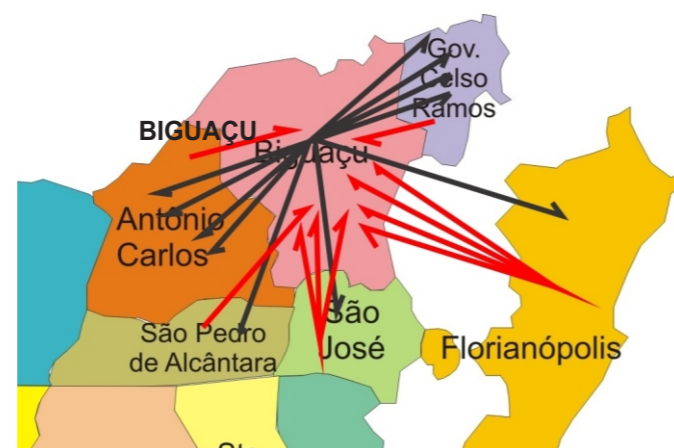 Gov.
Celso
Ramos
BIGUAÇU
Biguaçu
Antônio
Carlos
São Pedro
de Alcântara
São
José
Florianópolis